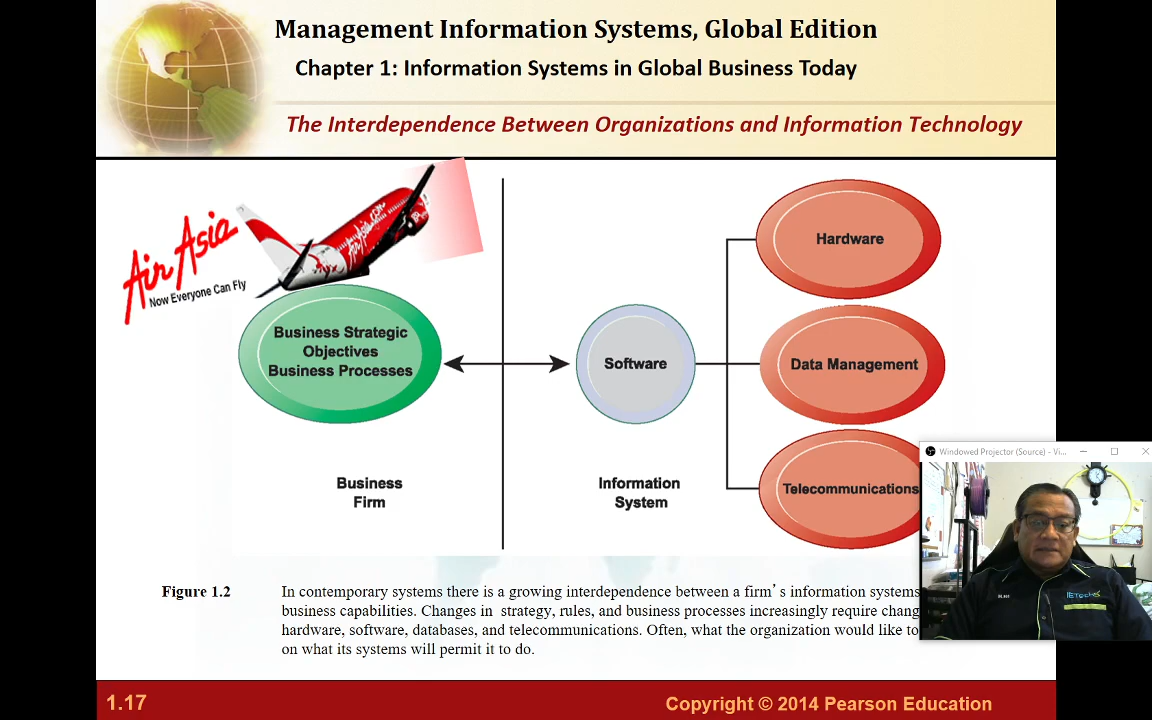 Management Information Systems, Global Edition
Chapter 1: Information Systems in Global Business Today
The Interdependence Between Organizations and Information Technology
Air Asia
Now Everyone Can Fly
AirAsia.com
Business Strategic
Objectives
Business Processes
Software
Hardware
Data Management
Telecommunications
Business
Firm
Information
System
Windowed Projector (Source) - Vi...
IETech
Figure 1.2
In contemporary systems there is a growing interdependence between a firm's information systems
business capabilities. Changes in strategy, rules, and business processes increasingly require chang
hardware, software, databases, and telecommunications. Often, what the organization would like to
on what its systems will permit it to do.
1.17
Copyright © 2014 Pearson Education